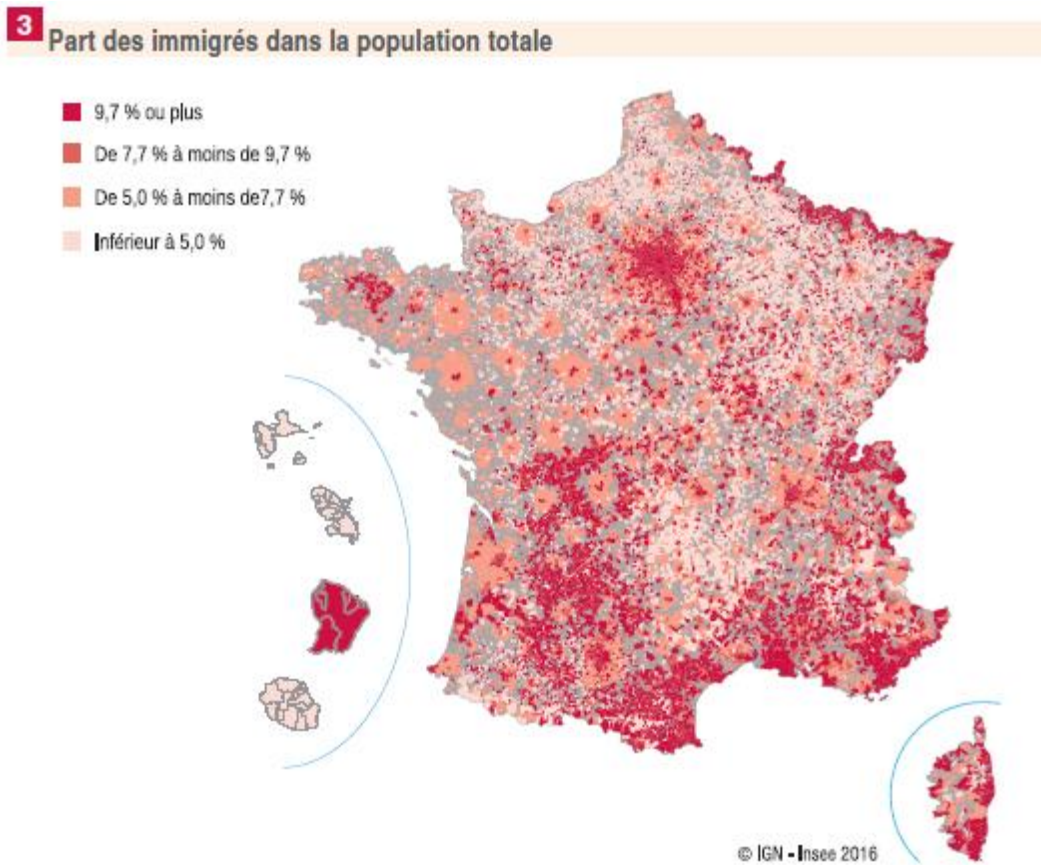 3
Part des immigrés dans la population totale
9,7 % ou plus
De 7,7 % à moins de 9,7 %
De 5,0 % à moins de7,7 %
Inférieur à 5,0 %
© IGN - Insee 2016